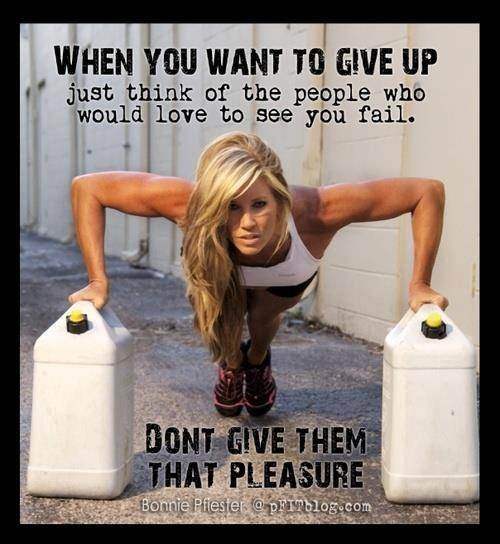 WHEN YOU WANT TO GIVE UP
just think of the people who
would love to see you fail.
DONT GIVE THEM
THAT PLEASURE
Bonnie Pfiester @ pFITblog.com